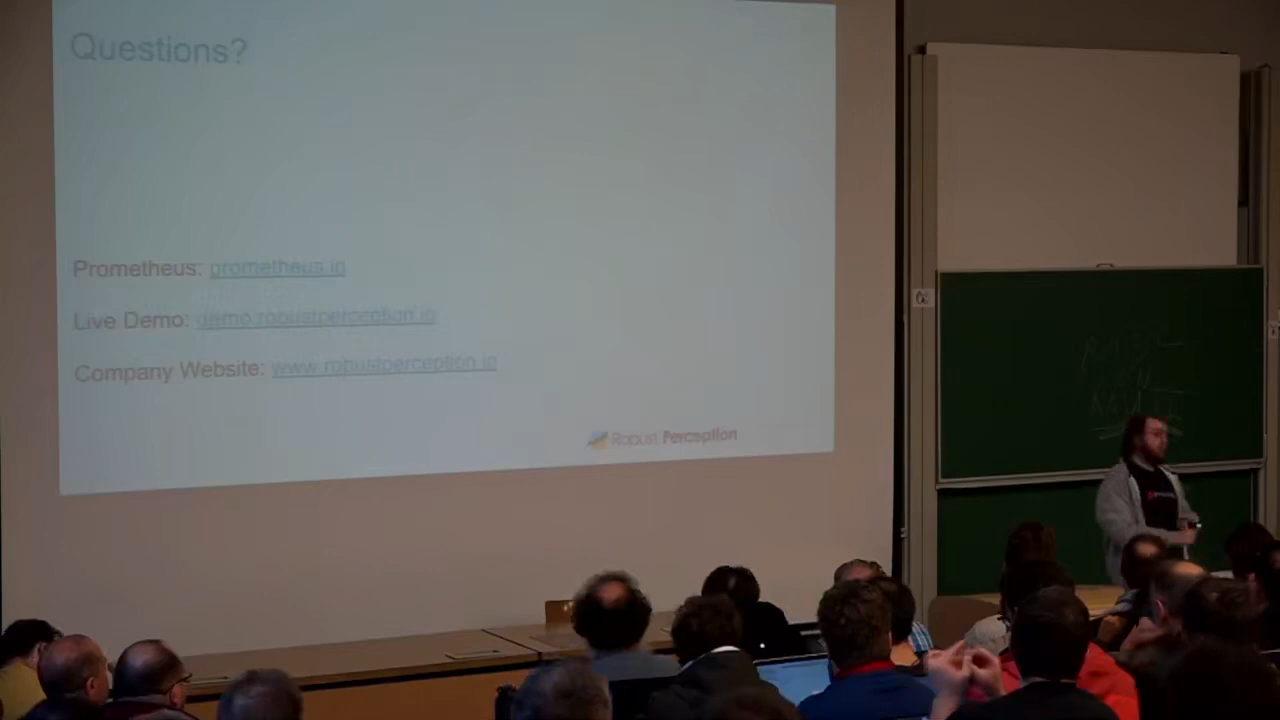 Questions?
Prometheus: prometheus.io
Live Demo: demo.robustperception.io
Company Website: www.robustperception.io
Robust Perception